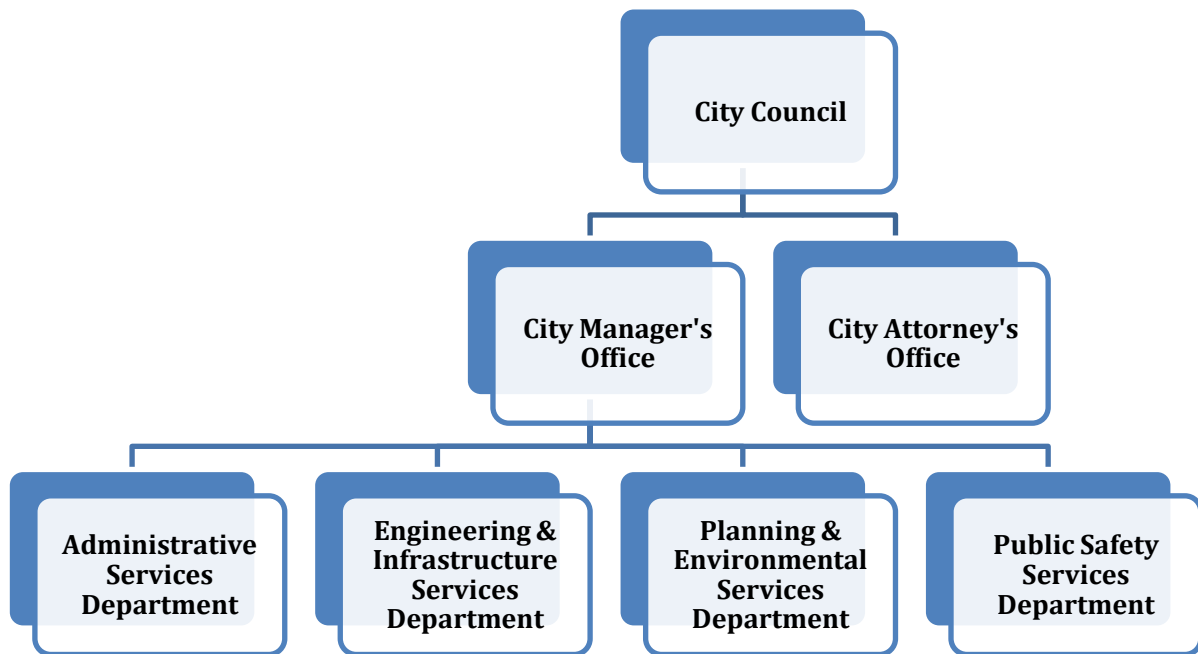 City Council
City Manager's
Office
City Attorney's
Office
Administrative
Services
Department
Engineering &
Infrastructure
Services
Department
Planning &
Environmental
Services
Department
Public Safety
Services
Department